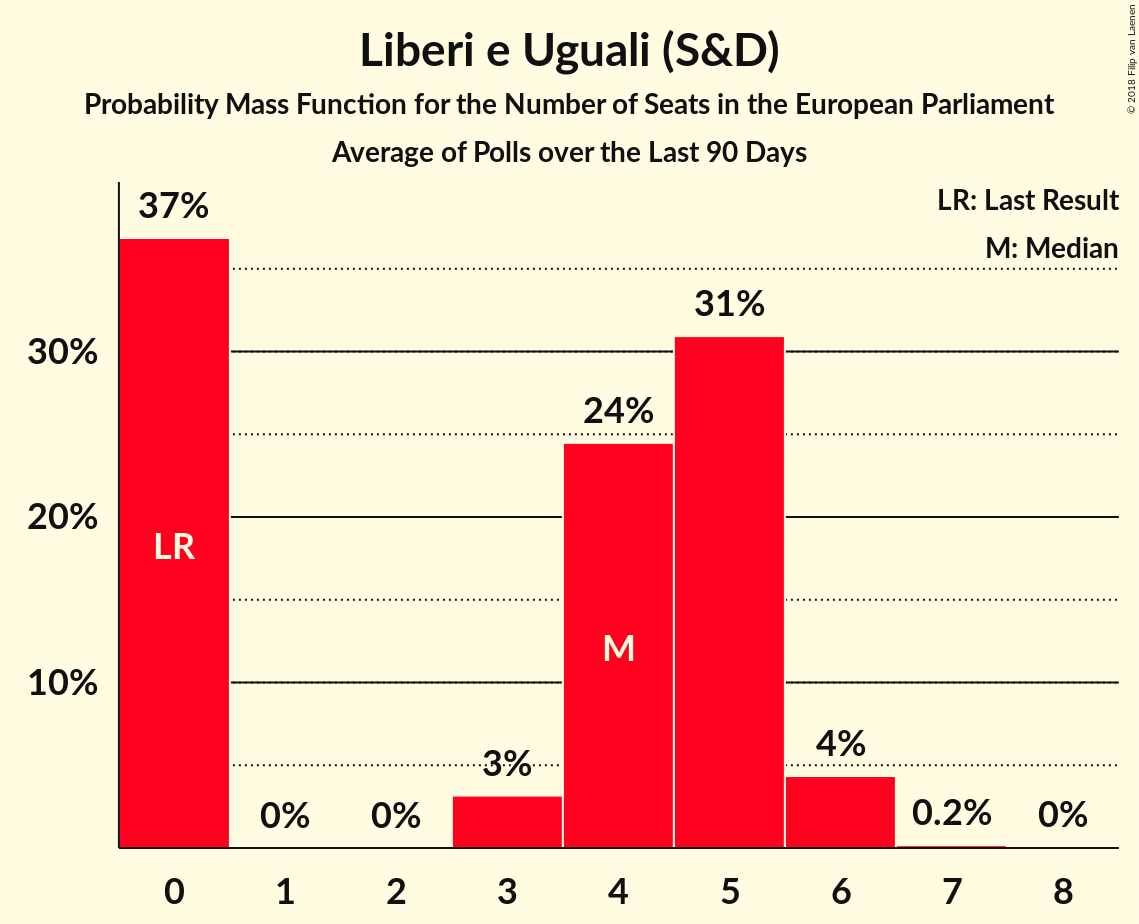 Liberi e Uguali (S&D)
Probability Mass Function for the Number of Seats in the European Parliament
Average of Polls over the Last 90 Days
© 2018 Filip van Laenen
LR: Last Result
M: Median
37%
31%
30%
24%
20%
LR
M
10%
4%
3%
0%
0%
0.2%
0%
0 1 2 3 4 5 6 7 8